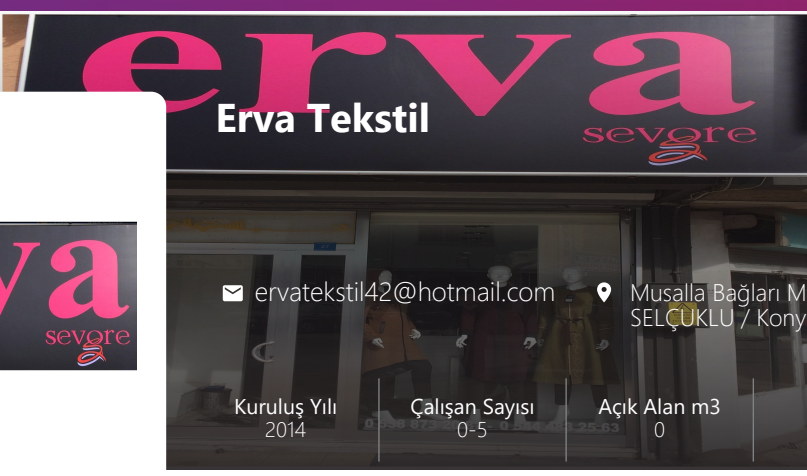 erva
Erva Tekstil
sevore
va
sevore
ervatekstil42@hotmail.com
Musalla Bağları M
SELÇUKLU / Kony
Kuruluş Yılı
2014
Çalışan Sayısı
0-5
Açık Alan m3
0